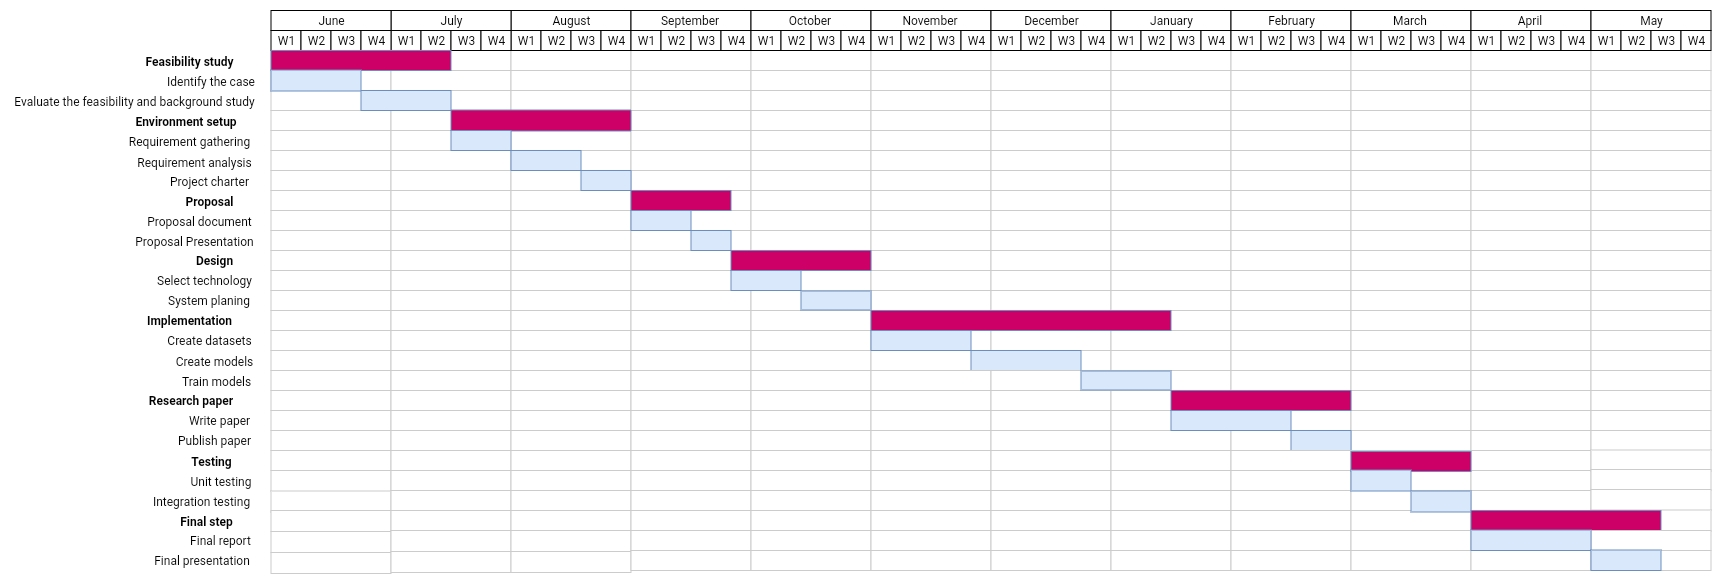 June July August September October November December January February March April May
W1 W2 W3 W4 W1 W2 W3 W4 W1 W2 W3 W4 W1 W2 W3 W4 W1 W2 W3 W4 W1 W2 W3 W4 W1 W2 W3 W4 W1 W2 W3 W4 W1 W2 W3 W4 W1 W2 W3 W4 W1 W2 W3 W4 W1 W2 W3 W4
Feasibility study
Identify the case
Evaluate the feasibility and background study
Environment setup
Requirement gathering
Requirement analysis
Project charter
Proposal
Proposal document
Proposal Presentation
Design
Select technology
System planing
Implementation
Create datasets
Create models
Train models
Research paper
Write paper
Publish paper
Testing
Unit testing
Integration testing
Final step
Final report
Final presentation